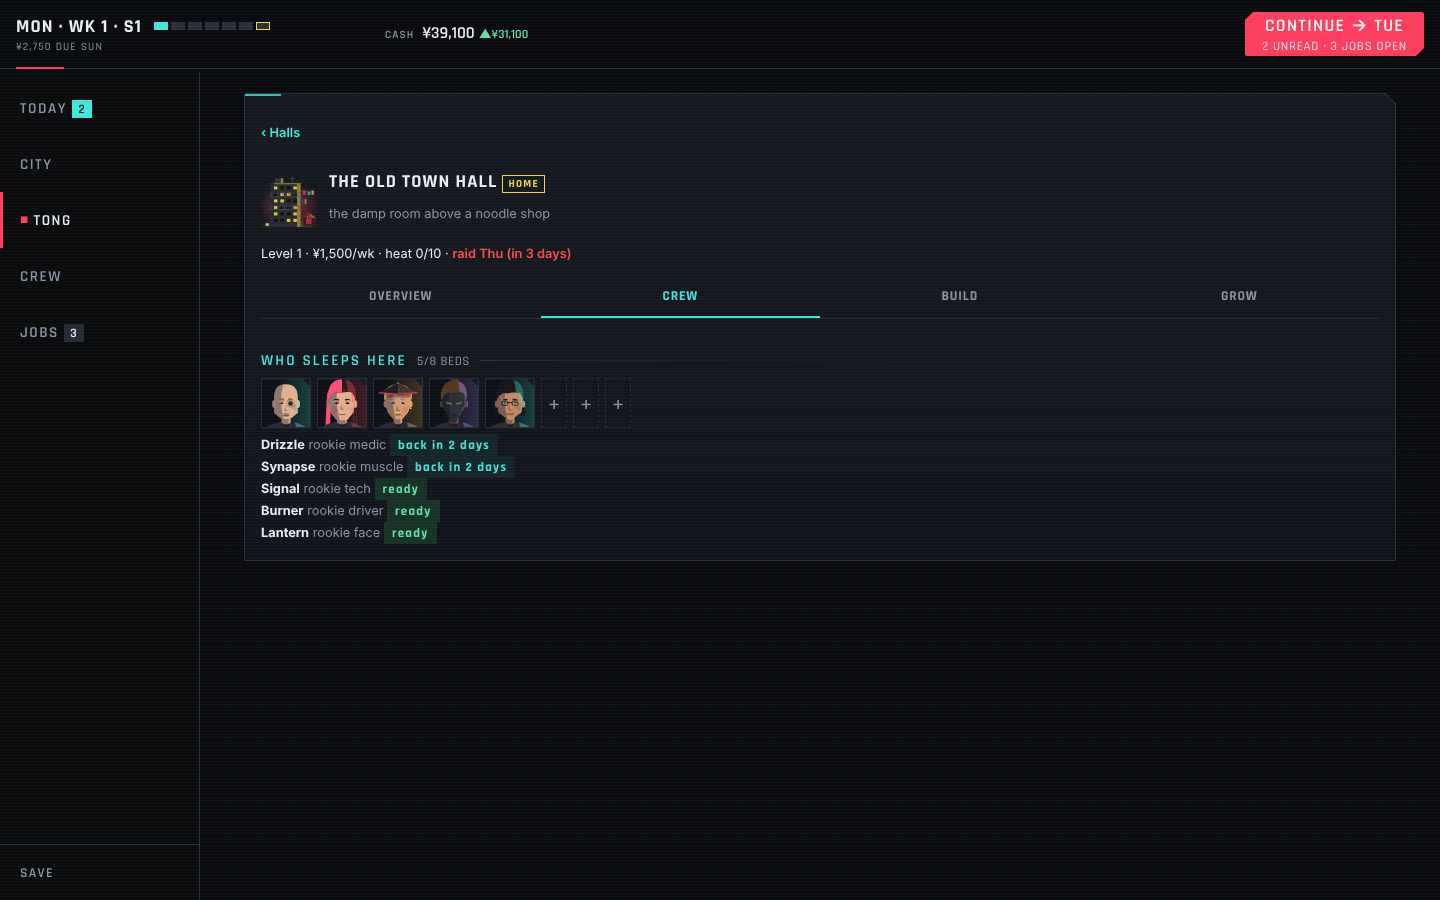 MON · WK 1 · S1
¥2,750 DUE SUN
CASH ¥39,100 ▲¥31,100
CONTINUE → TUE
2 UNREAD · 3 JOBS OPEN
TODAY 2
CITY
TONG
CREW
JOBS 3
SAVE
‹ Halls
THE OLD TOWN HALL HOME
the damp room above a noodle shop
Level 1 · ¥1,500/wk · heat 0/10 · raid Thu (in 3 days)
OVERVIEW CREW BUILD GROW
WHO SLEEPS HERE 5/8 BEDS
+ + +
Drizzle rookie medic back in 2 days
Synapse rookie muscle back in 2 days
Signal rookie tech ready
Burner rookie driver ready
Lantern rookie face ready